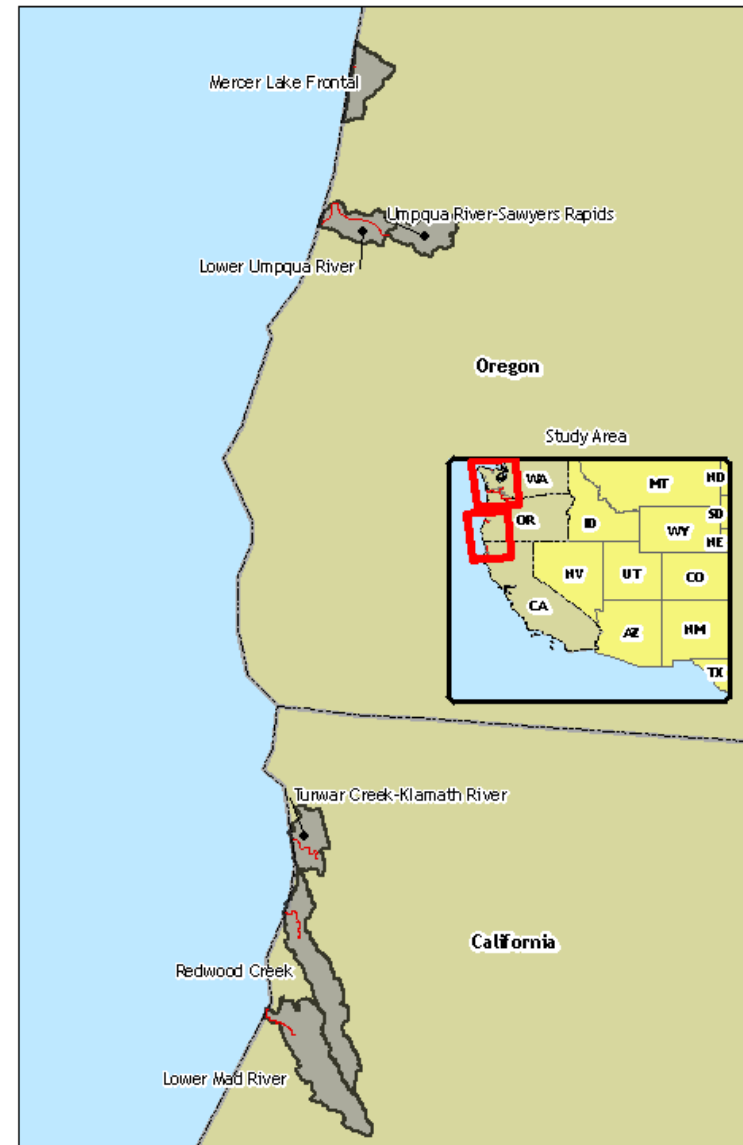 Mercer Lake Frontal
Umpqua River-Sawyers Rapids
Lower Umpqua River
Oregon
Study Area
WA
MT
ND
OR
ID
SD
WY
NE
NV
UT
CO
CA
AZ
NM
TX
Turwar Creek-Klamath River
California
Redwood Creek
Lower Mad River